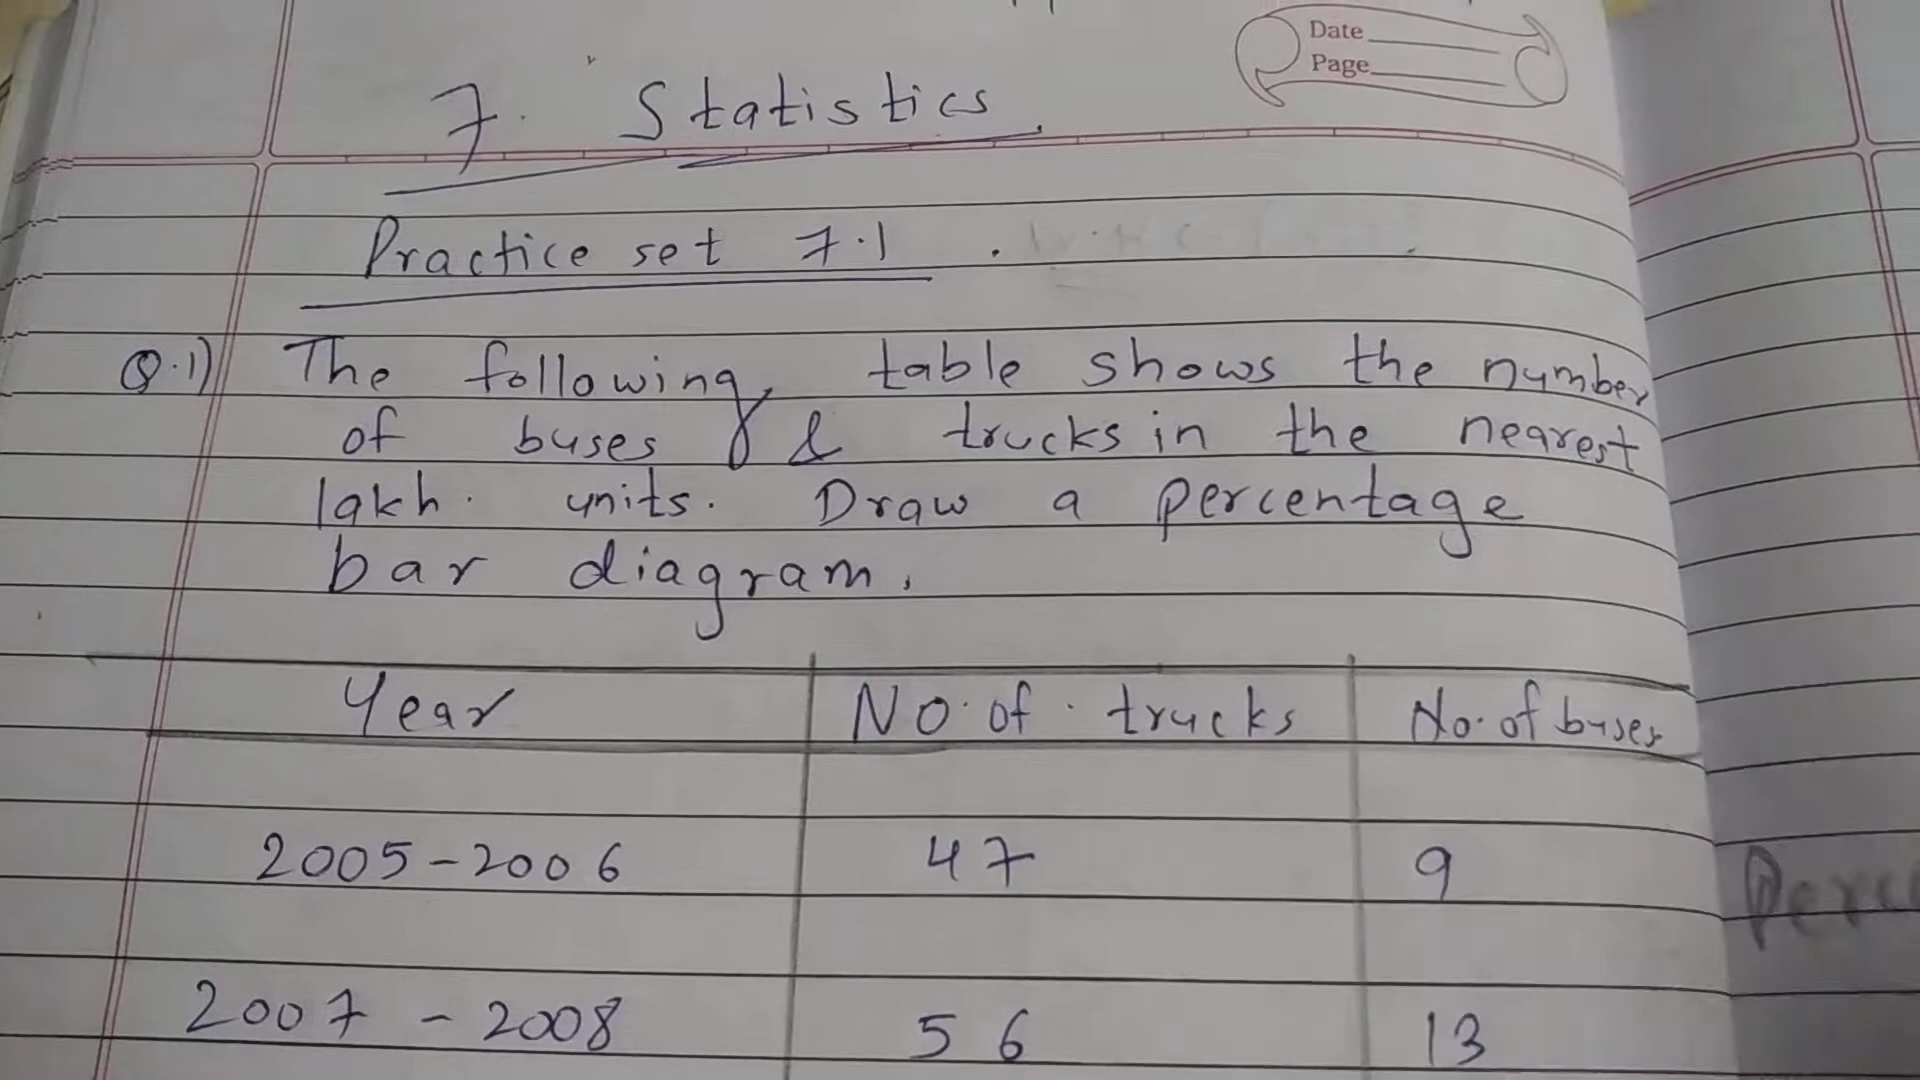 Date
Page
7. Statistics
Practice set 7.1
Q.1) The following table shows the number
of buses & trucks in the nearest
lakh. units. Draw a percentage
bar diagram.
Year No. of trucks No. of buses
2005-2006 47 9
2007 - 2008 56 13